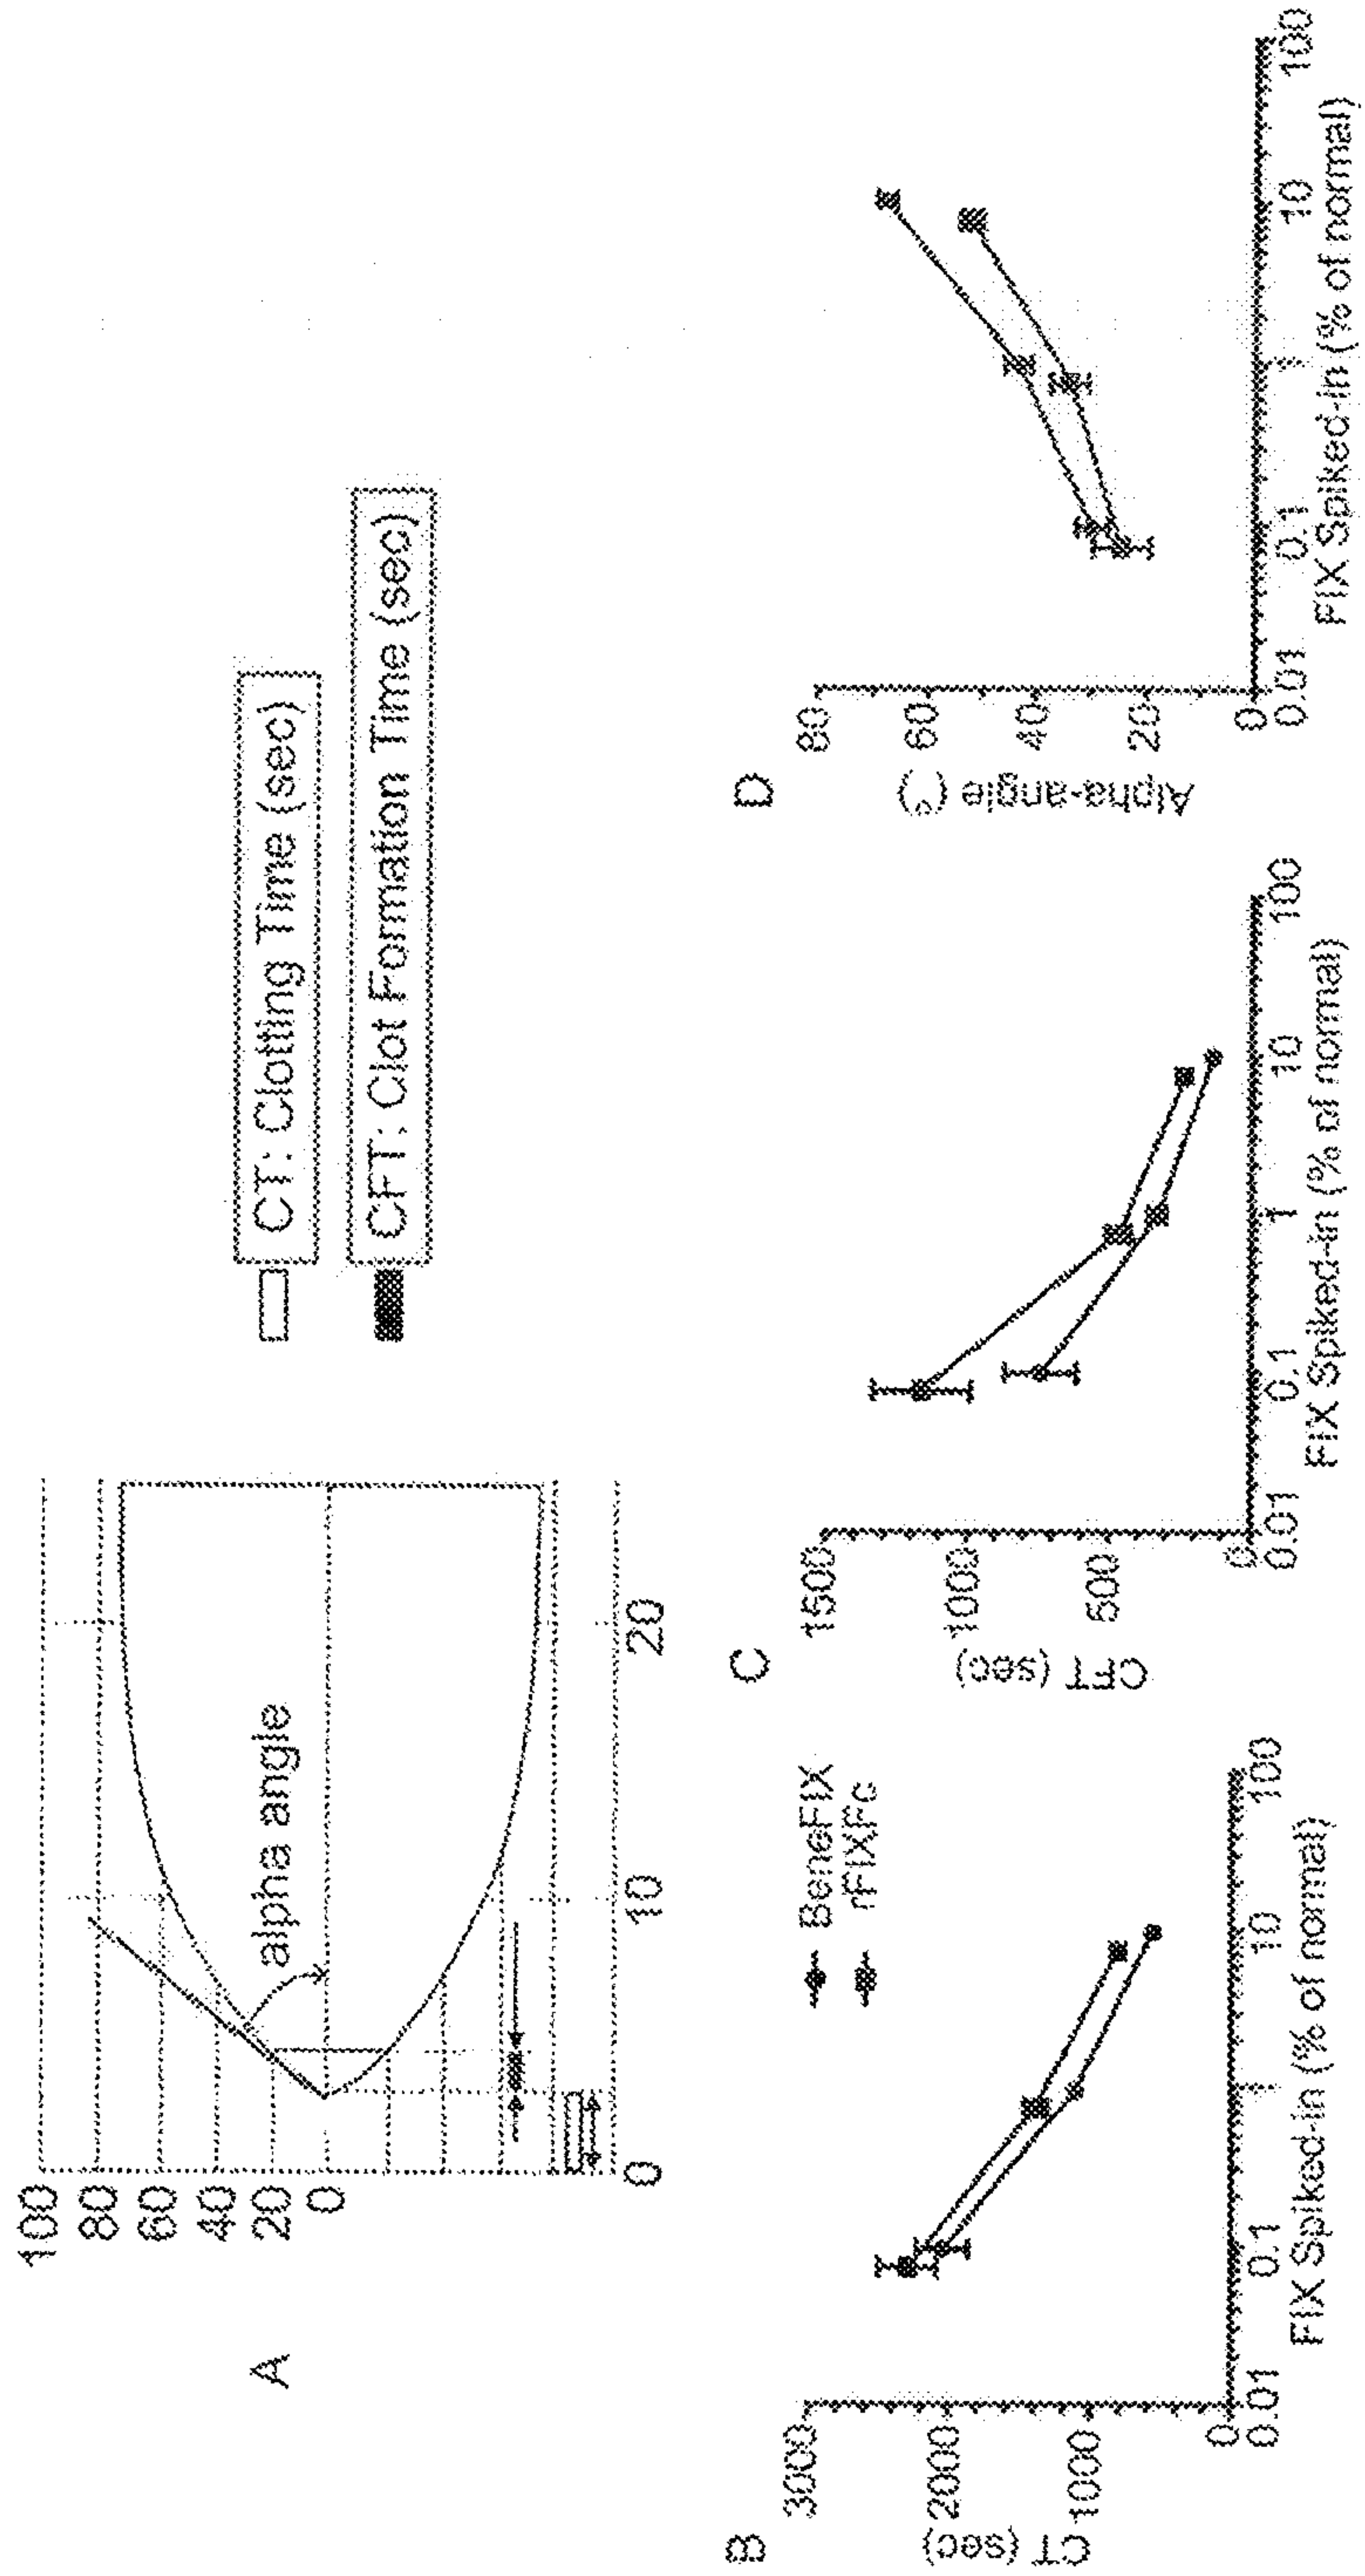 A
100
80
60
40
20
0
0
10
20
alpha angle
CT: Clotting Time (sec)
CFT: Clot Formation Time (sec)
B
CT (sec)
3000
2000
1000
0
0.01
0.1
1
10
100
FIX Spiked-in (% of normal)
BeneFIX
rFIXFc
C
CFT (sec)
1500
1000
500
0
0.01
0.1
1
10
100
FIX Spiked-in (% of normal)
D
Alpha-angle (°)
80
60
40
20
0
0.01
0.1
1
10
100
FIX Spiked-in (% of normal)